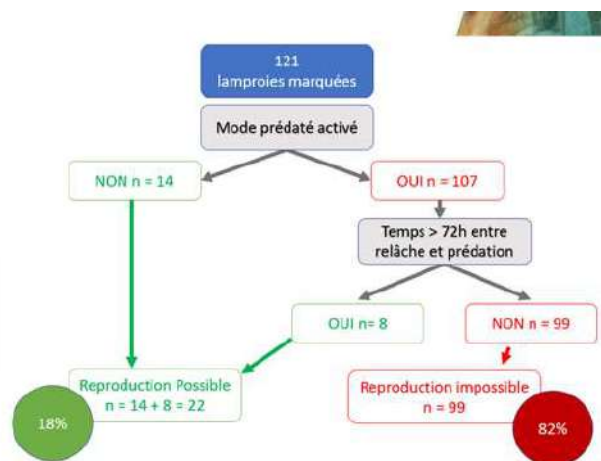 121
lamproies marquées
Mode prédaté activé
NON n = 14
OUI n = 107
Temps > 72h entre
relâche et prédation
OUI n= 8
NON n = 99
Reproduction Possible
n = 14 + 8 = 22
Reproduction impossible
n = 99
18%
82%